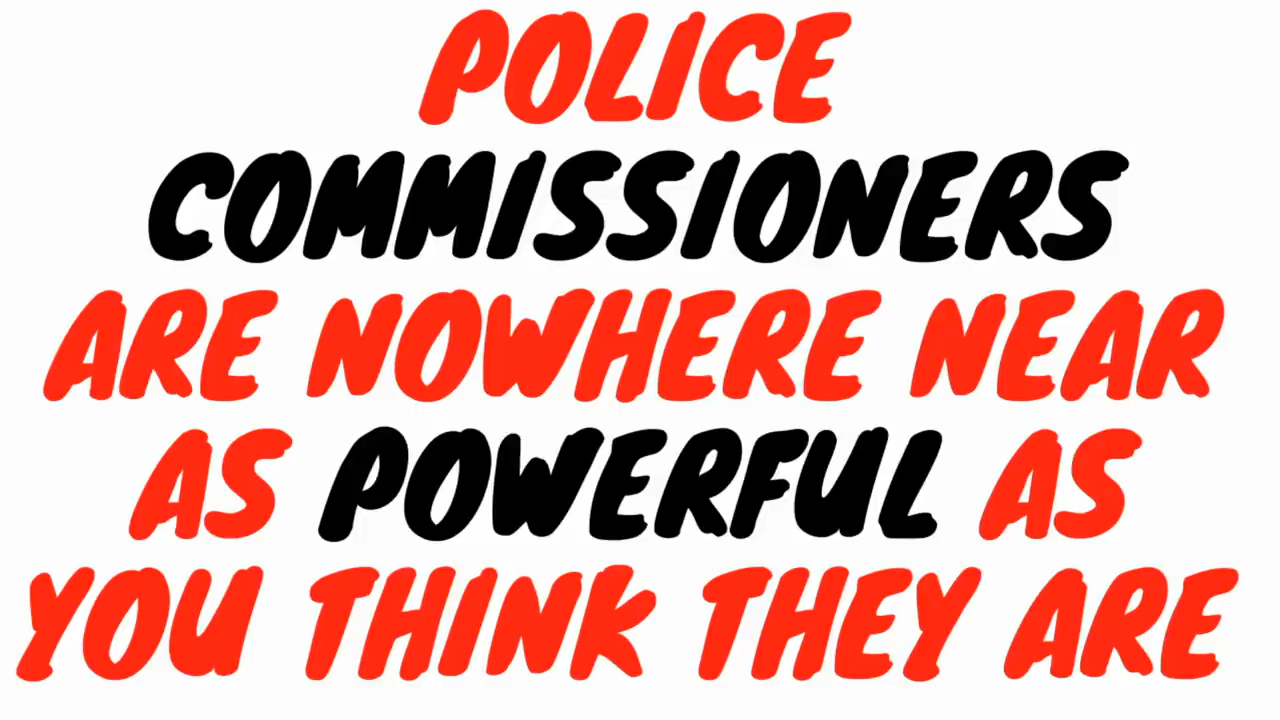 POLICE
COMMISSIONERS
ARE NOWHERE NEAR
AS POWERFUL AS
YOU THINK THEY ARE